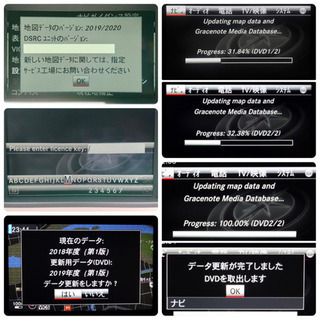 ナビガイダンス設定
地図データのバージョン: 2019/2020
DSRC ユニットのバージョン:
新しい地図データに関しては、指定
サービス工場にお問い合わせください
OK
Please enter licence key:
ABCDEFGHIJKLMNOPQRSTUVWXYZ
現在のデータ:
2018年度 (第1版)
更新用データ(DVD):
2019年度 (第1版)
データ更新をしますか?
はい いいえ
ナビ オーディオ 電話 TV/映像 システム
Updating map data and
Gracenote Media Database...
Progress: 31.84% (DVD1/2)
ナビ オーディオ 電話 TV/映像 システム
Updating map data and
Gracenote Media Database...
Progress: 32.38% (DVD2/2)
オーディオ 電話 TV/映像 システム
Updating map data and
Gracenote Media Database...
Progress: 100.00% (DVD2/2)
データ更新が完了しました
DVDを取出します
OK
ナビ